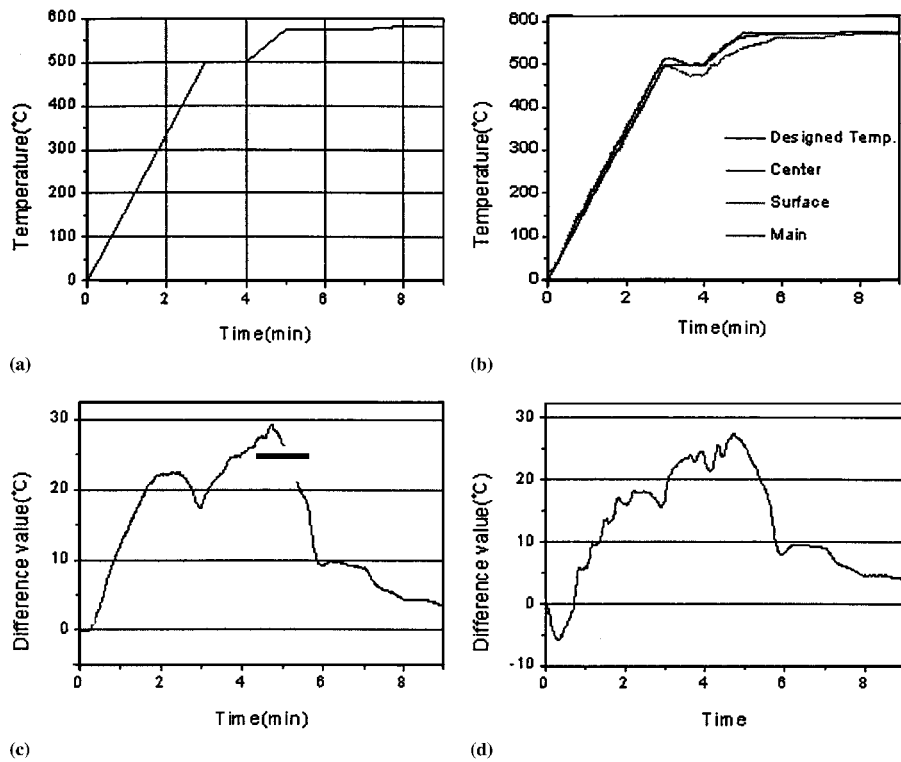 600
500
400
300
200
100
0
Temperature(°C)
0 2 4 6 8
Time(min)
(a)
600
500
400
300
200
100
0
Temperature(°C)
Designed Temp.
Center
Surface
Main
0 2 4 6 8
Time(min)
(b)
30
20
10
0
Difference value(°C)
0 2 4 6 8
Time(min)
(c)
30
20
10
0
-10
Difference value(°C)
0 2 4 6 8
Time
(d)